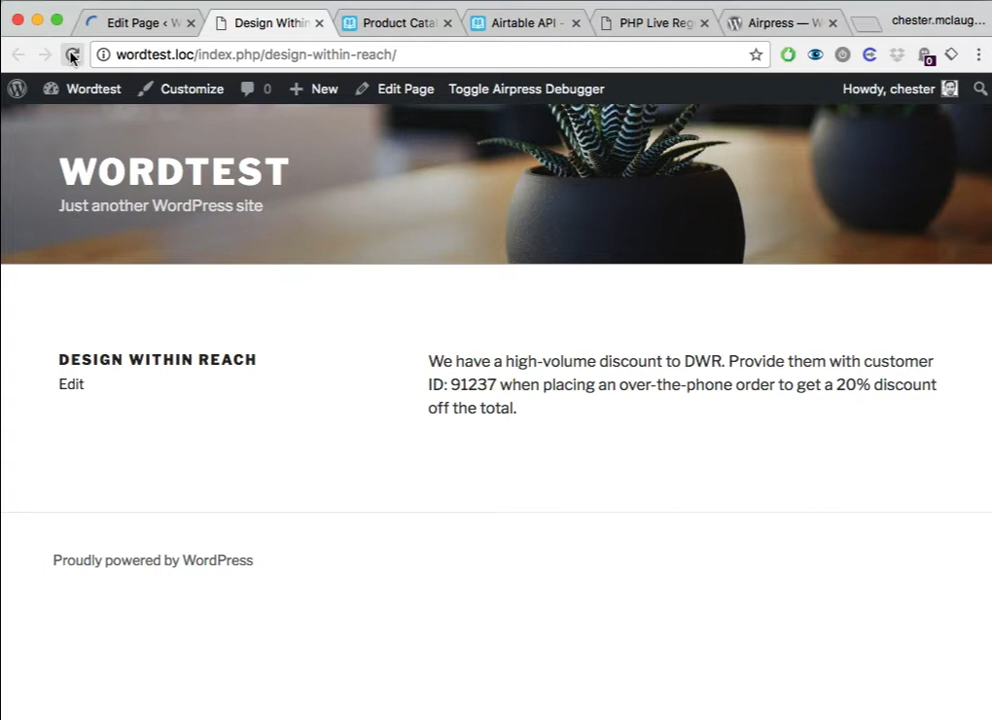 Edit Page ‹ W
Design Within
Product Cata
Airtable API -
PHP Live Reg
Airpress — W
chester.mclaug...
wordtest.loc/index.php/design-within-reach/
0
Wordtest
Customize
0
New
Edit Page
Toggle Airpress Debugger
Howdy, chester
WORDTEST
Just another WordPress site
DESIGN WITHIN REACH
Edit
We have a high-volume discount to DWR. Provide them with customer
ID: 91237 when placing an over-the-phone order to get a 20% discount
off the total.
Proudly powered by WordPress